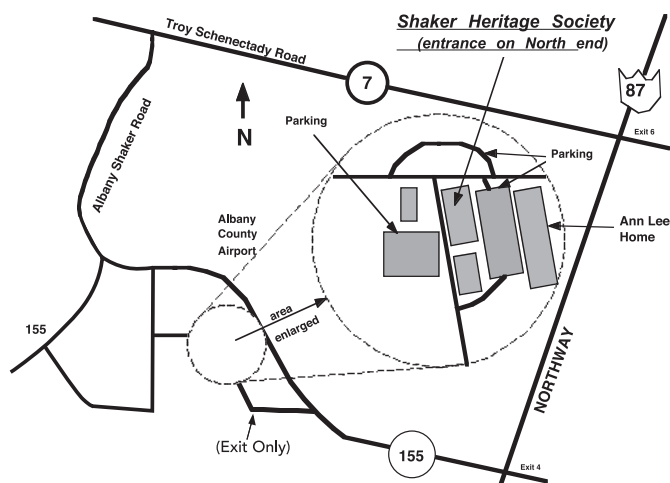 Shaker Heritage Society
(entrance on North end)
Troy Schenectady Road
7
87
Exit 6
N
Parking
Parking
Albany Shaker Road
Albany
County
Airport
Ann Lee
Home
area
enlarged
155
NORTHWAY
(Exit Only)
155
Exit 4